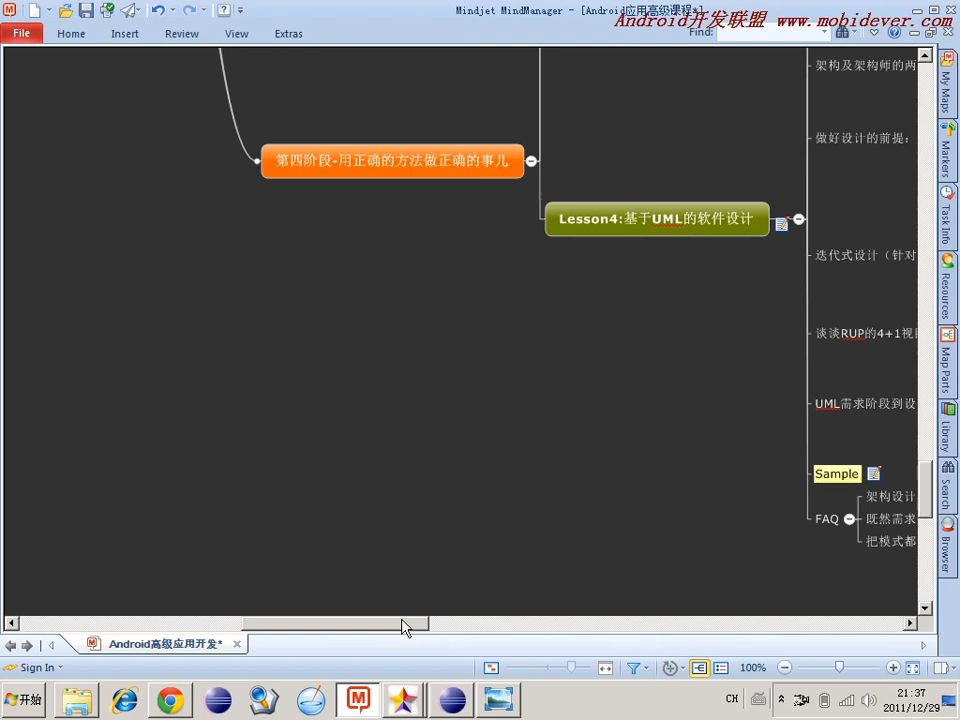 Mindjet MindManager - [Android应用高级课程*]
Android开发联盟 www.mobidever.com
File
Home
Insert
Review
View
Extras
Find:
架构及架构师的两
做好设计的前提:
第四阶段-用正确的方法做正确的事儿
Lesson4:基于UML的软件设计
迭代式设计（针对
谈谈RUP的4+1视
UML需求阶段到设
Sample
架构设计
FAQ
既然需求
把模式都
My Maps
Markers
Task Info
Resources
Map Parts
Library
Search
Browser
Android高级应用开发*
Sign In
100%
开始
CH
21:37
2011/12/29